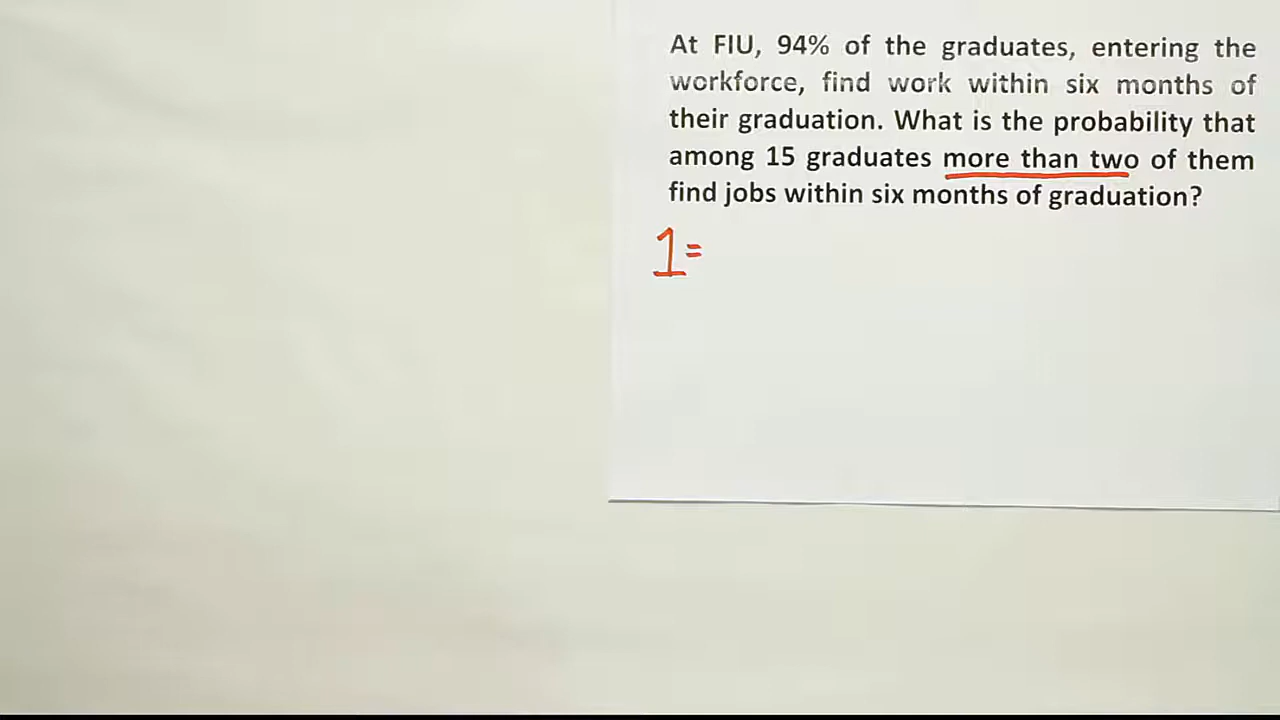 At FIU, 94% of the graduates, entering the
workforce, find work within six months of
their graduation. What is the probability that
among 15 graduates more than two of them
find jobs within six months of graduation?
1=